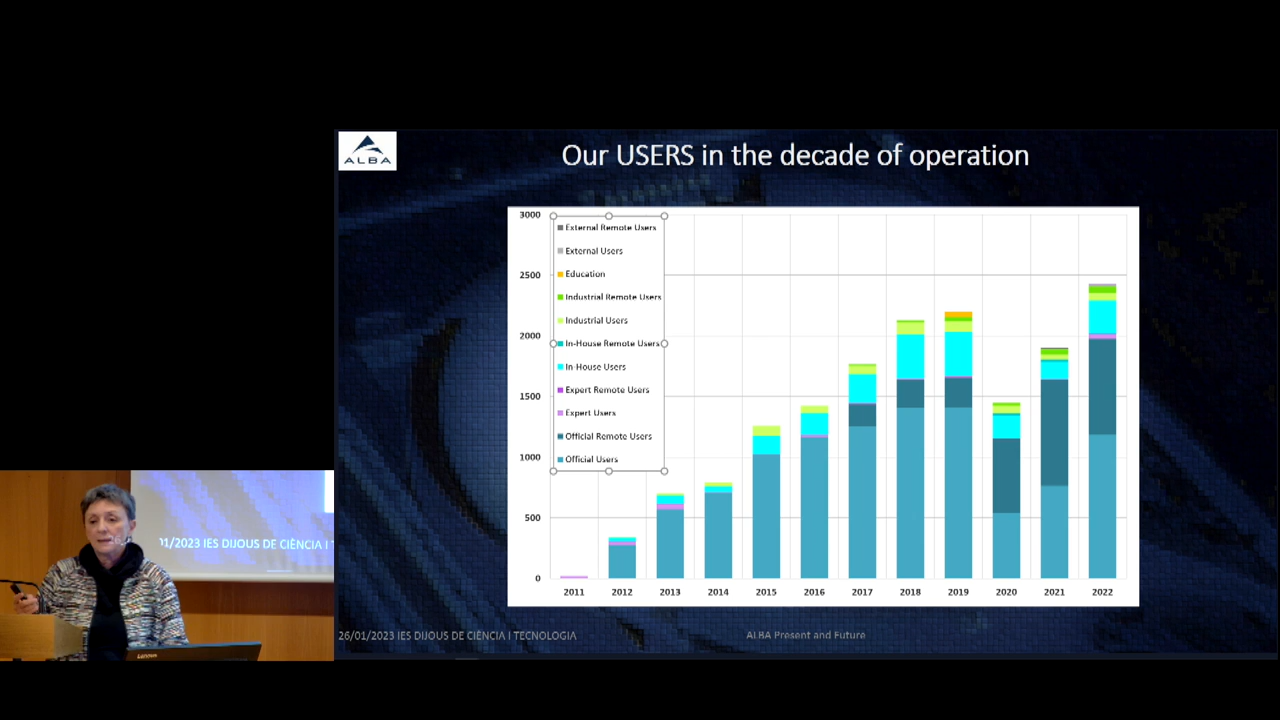 ALBA
Our USERS in the decade of operation
3000
2500
2000
1500
1000
500
0
External Remote Users
External Users
Education
Industrial Remote Users
Industrial Users
In-House Remote Users
In-House Users
Expert Remote Users
Expert Users
Official Remote Users
Official Users
2011 2012 2013 2014 2015 2016 2017 2018 2019 2020 2021 2022
26/01/2023 IES DIJOUS DE CIÈNCIA I TECNOLOGIA
ALBA Present and Future
1/2023 IES DIJOUS DE CIÈNCIA I
Lenovo